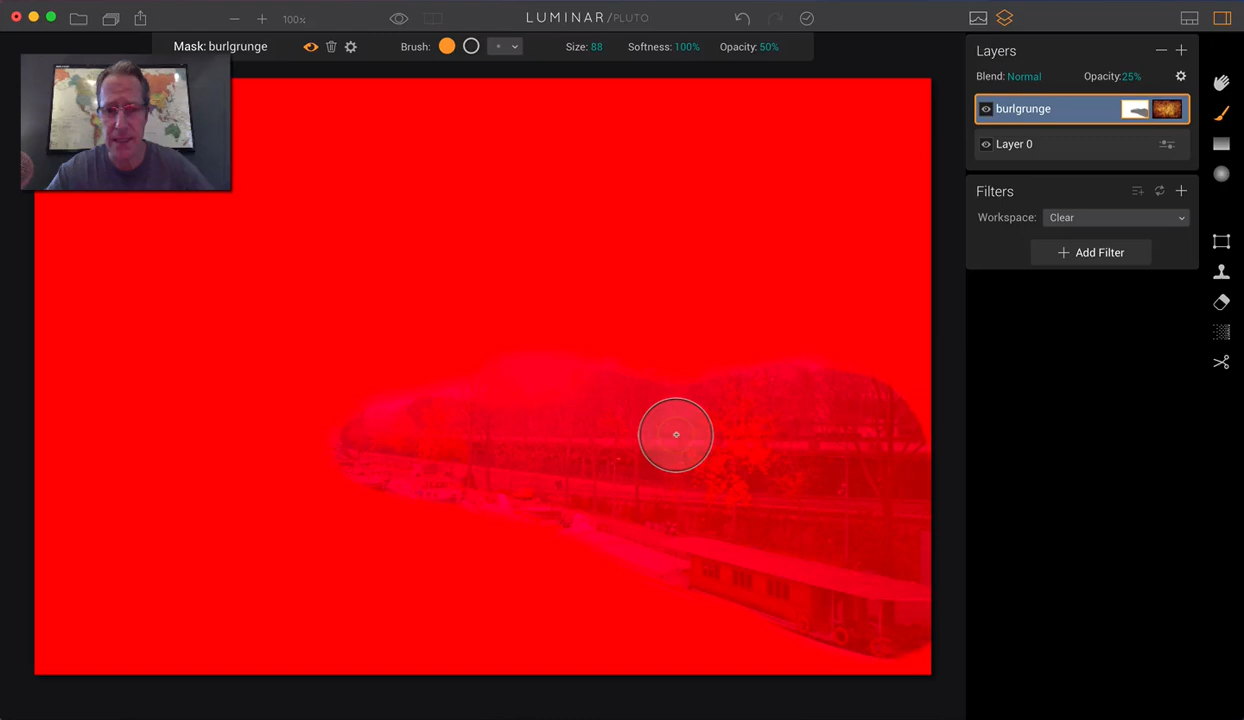 100%
LUMINAR/PLUTO
Mask: burlgrunge
Brush:
Size: 88
Softness: 100%
Opacity: 50%
Layers
Blend: Normal
Opacity: 25%
burlgrunge
Layer 0
Filters
Workspace: Clear
Add Filter